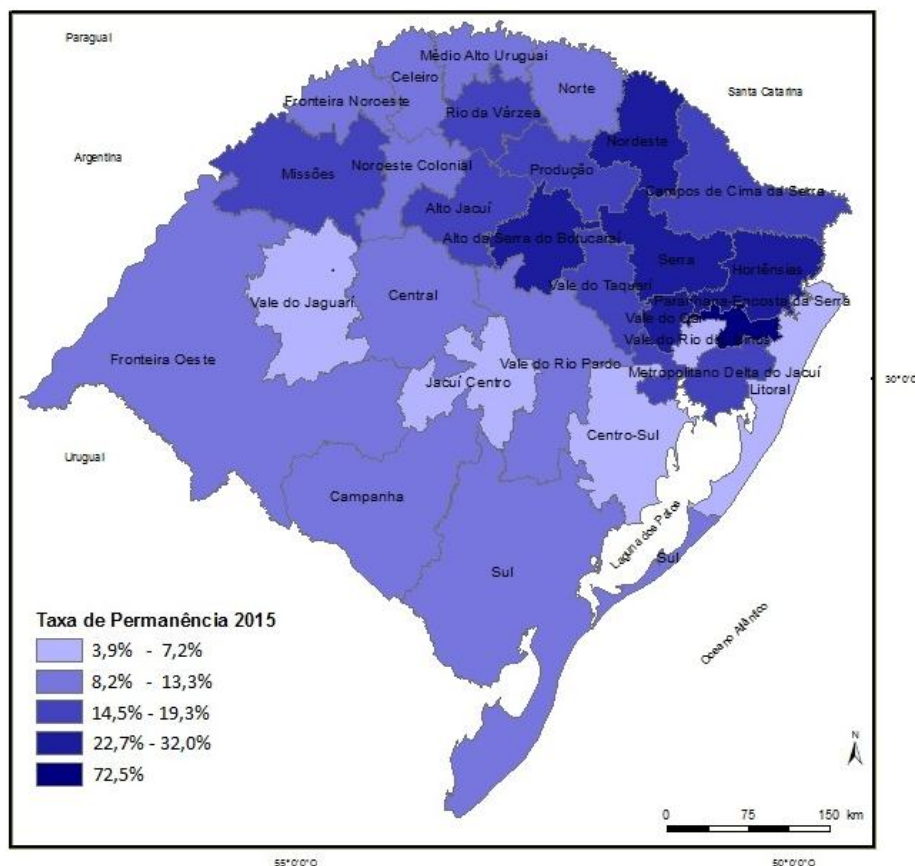 Paraguai
Santa Catarina
Argentina
Uruguai
Médio Alto Uruguai
Celeiro
Norte
Fronteira Noroeste
Rio da Várzea
Nordeste
Noroeste Colonial
Produção
Missões
Campos de Cima da Serra
Alto Jacuí
Alto da Serra do Botucaraí
Serra
Hortênsias
Vale do Taquari
Central
Vale do Jaguari
Paranhana-Encosta da Serra
Vale do Caí
Vale do Rio dos Sinos
Fronteira Oeste
Vale do Rio Pardo
Metropolitano Delta do Jacuí
Jacuí Centro
Litoral
30°0'0
Centro-Sul
Campanha
Laguna dos Patos
Sul
Sul
Oceano Atlântico
Taxa de Permanência 2015
3,9% - 7,2%
8,2% - 13,3%
14,5% - 19,3%
22,7% - 32,0%
72,5%
N
0 75 150 km
55°0'0"O
50°0'0"O